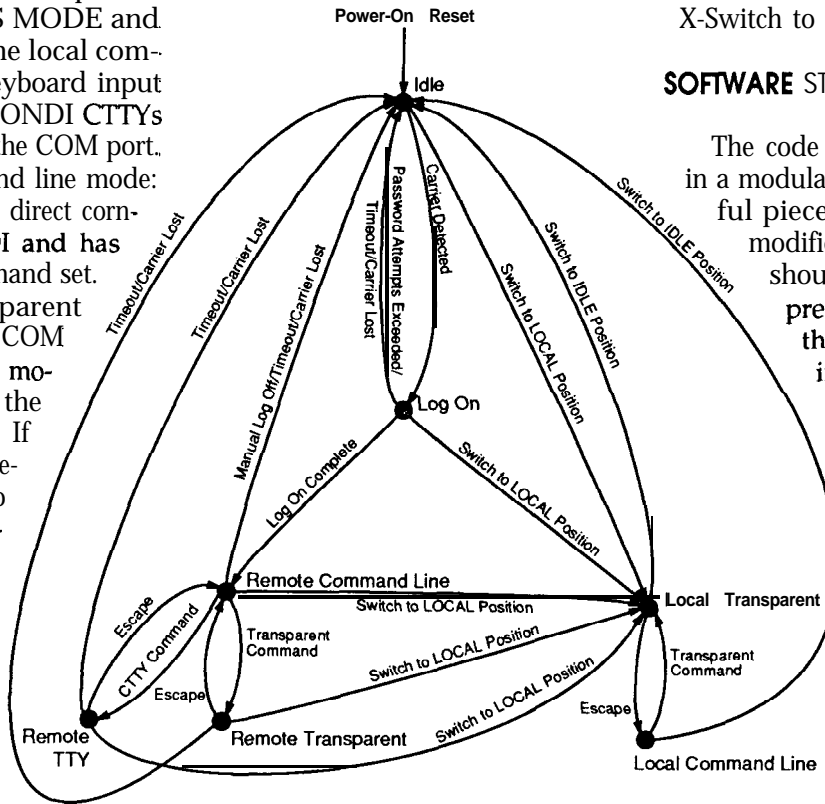 S MODE and
ne local com-
eyboard input
ONDI CTTYs
the COM port.
nd line mode:
direct corn-
I and has
mand set.
parent
COM
mo-
the
If
e-
Power-On Reset
Idle
Timeout/Carrier Lost
Timeout/Carrier Lost
Manual Log Off/Timeout/Carrier Lost
Password Attempts Exceeded/
Timeout/Carrier Lost
Carrier Detected
Switch to LOCAL Position
Switch to IDLE Position
Switch to IDLE Position
Log On
Log On Complete
Switch to LOCAL Position
Remote Command Line
Switch to LOCAL Position
Local Transparent
Escape
CTTY Command
Transparent
Command
Escape
Switch to LOCAL Position
Switch to LOCAL Position
Transparent
Command
Escape
Remote
TTY
Remote Transparent
Local Command Line
X-Switch to
SOFTWARE ST
The code
in a modula
ful piece
modific
shou
pre
th
i